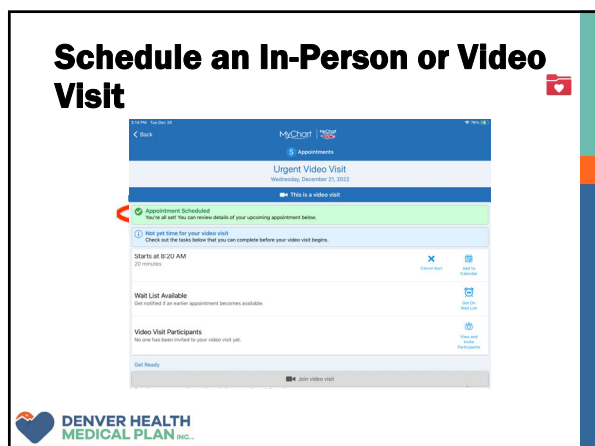 Schedule an In-Person or Video
Visit
Tue Dec 20
76%
Back
MyChart
MyChart
S Appointments
Urgent Video Visit
Wednesday, December 21, 2022
This is a video visit
Appointment Scheduled
You're all set! You can review details of your upcoming appointment below.
Not yet time for your video visit
Check out the tasks below that you can complete before your video visit begins.
Starts at 8:20 AM
20 minutes
Cancel Appt
Add to
Calendar
Wait List Available
Get notified if an earlier appointment becomes available.
Get On
Wait List
Video Visit Participants
No one has been invited to your video visit yet.
View and
Invite
Participants
Get Ready
Join video visit
DENVER HEALTH
MEDICAL PLAN INC.